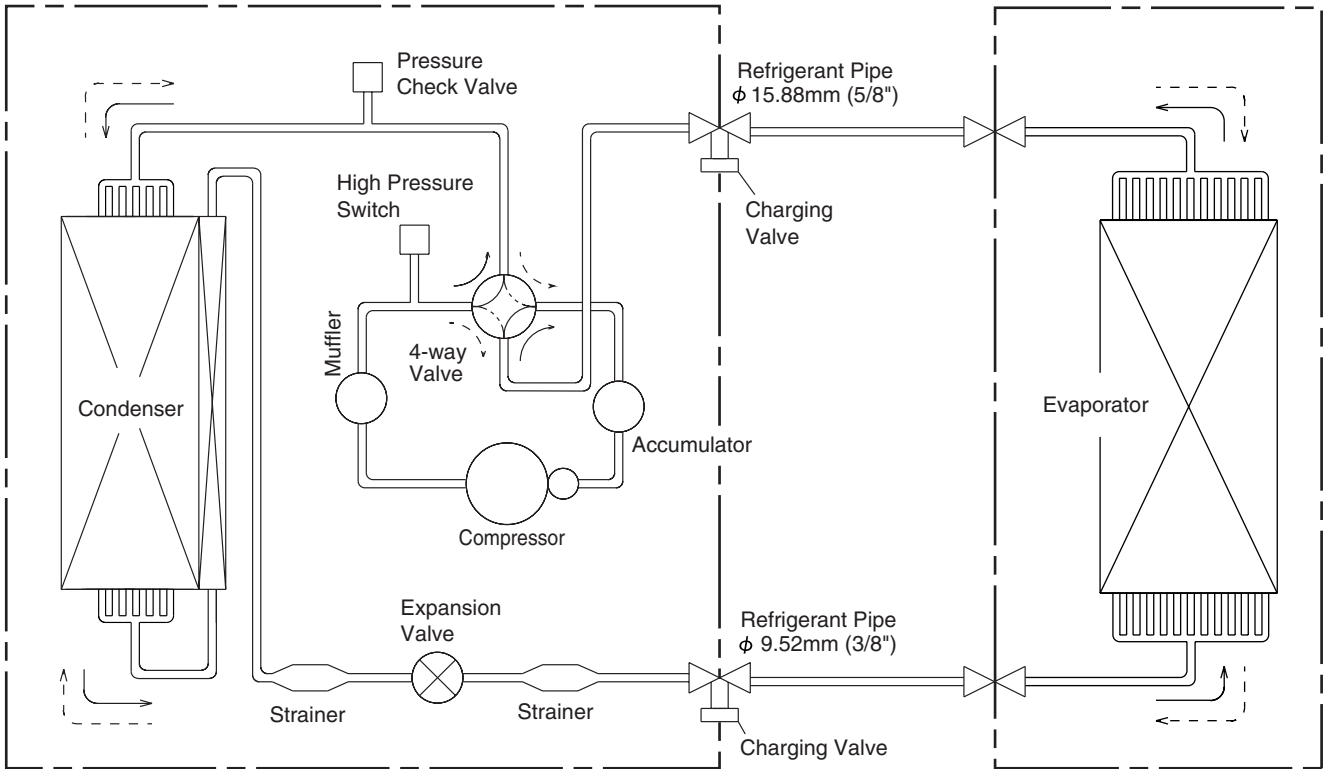 Pressure
Check Valve
Refrigerant Pipe
ϕ 15.88mm (5/8")
High Pressure
Switch
Charging
Valve
Muffler
4-way
Valve
Condenser
Evaporator
Accumulator
Compressor
Expansion
Valve
Refrigerant Pipe
ϕ 9.52mm (3/8")
Strainer
Strainer
Charging Valve